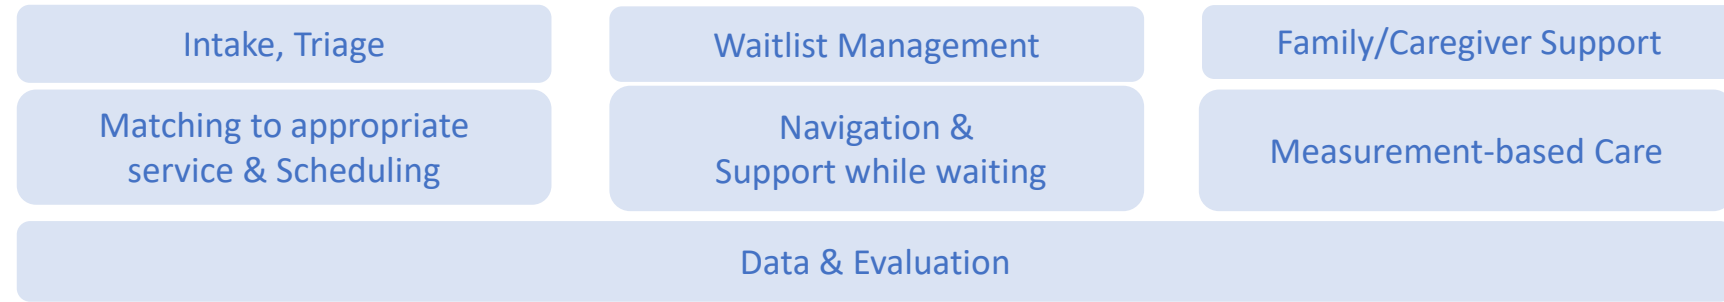 Intake, Triage
Waitlist Management
Family/Caregiver Support
Matching to appropriate
service & Scheduling
Navigation &
Support while waiting
Measurement-based Care
Data & Evaluation